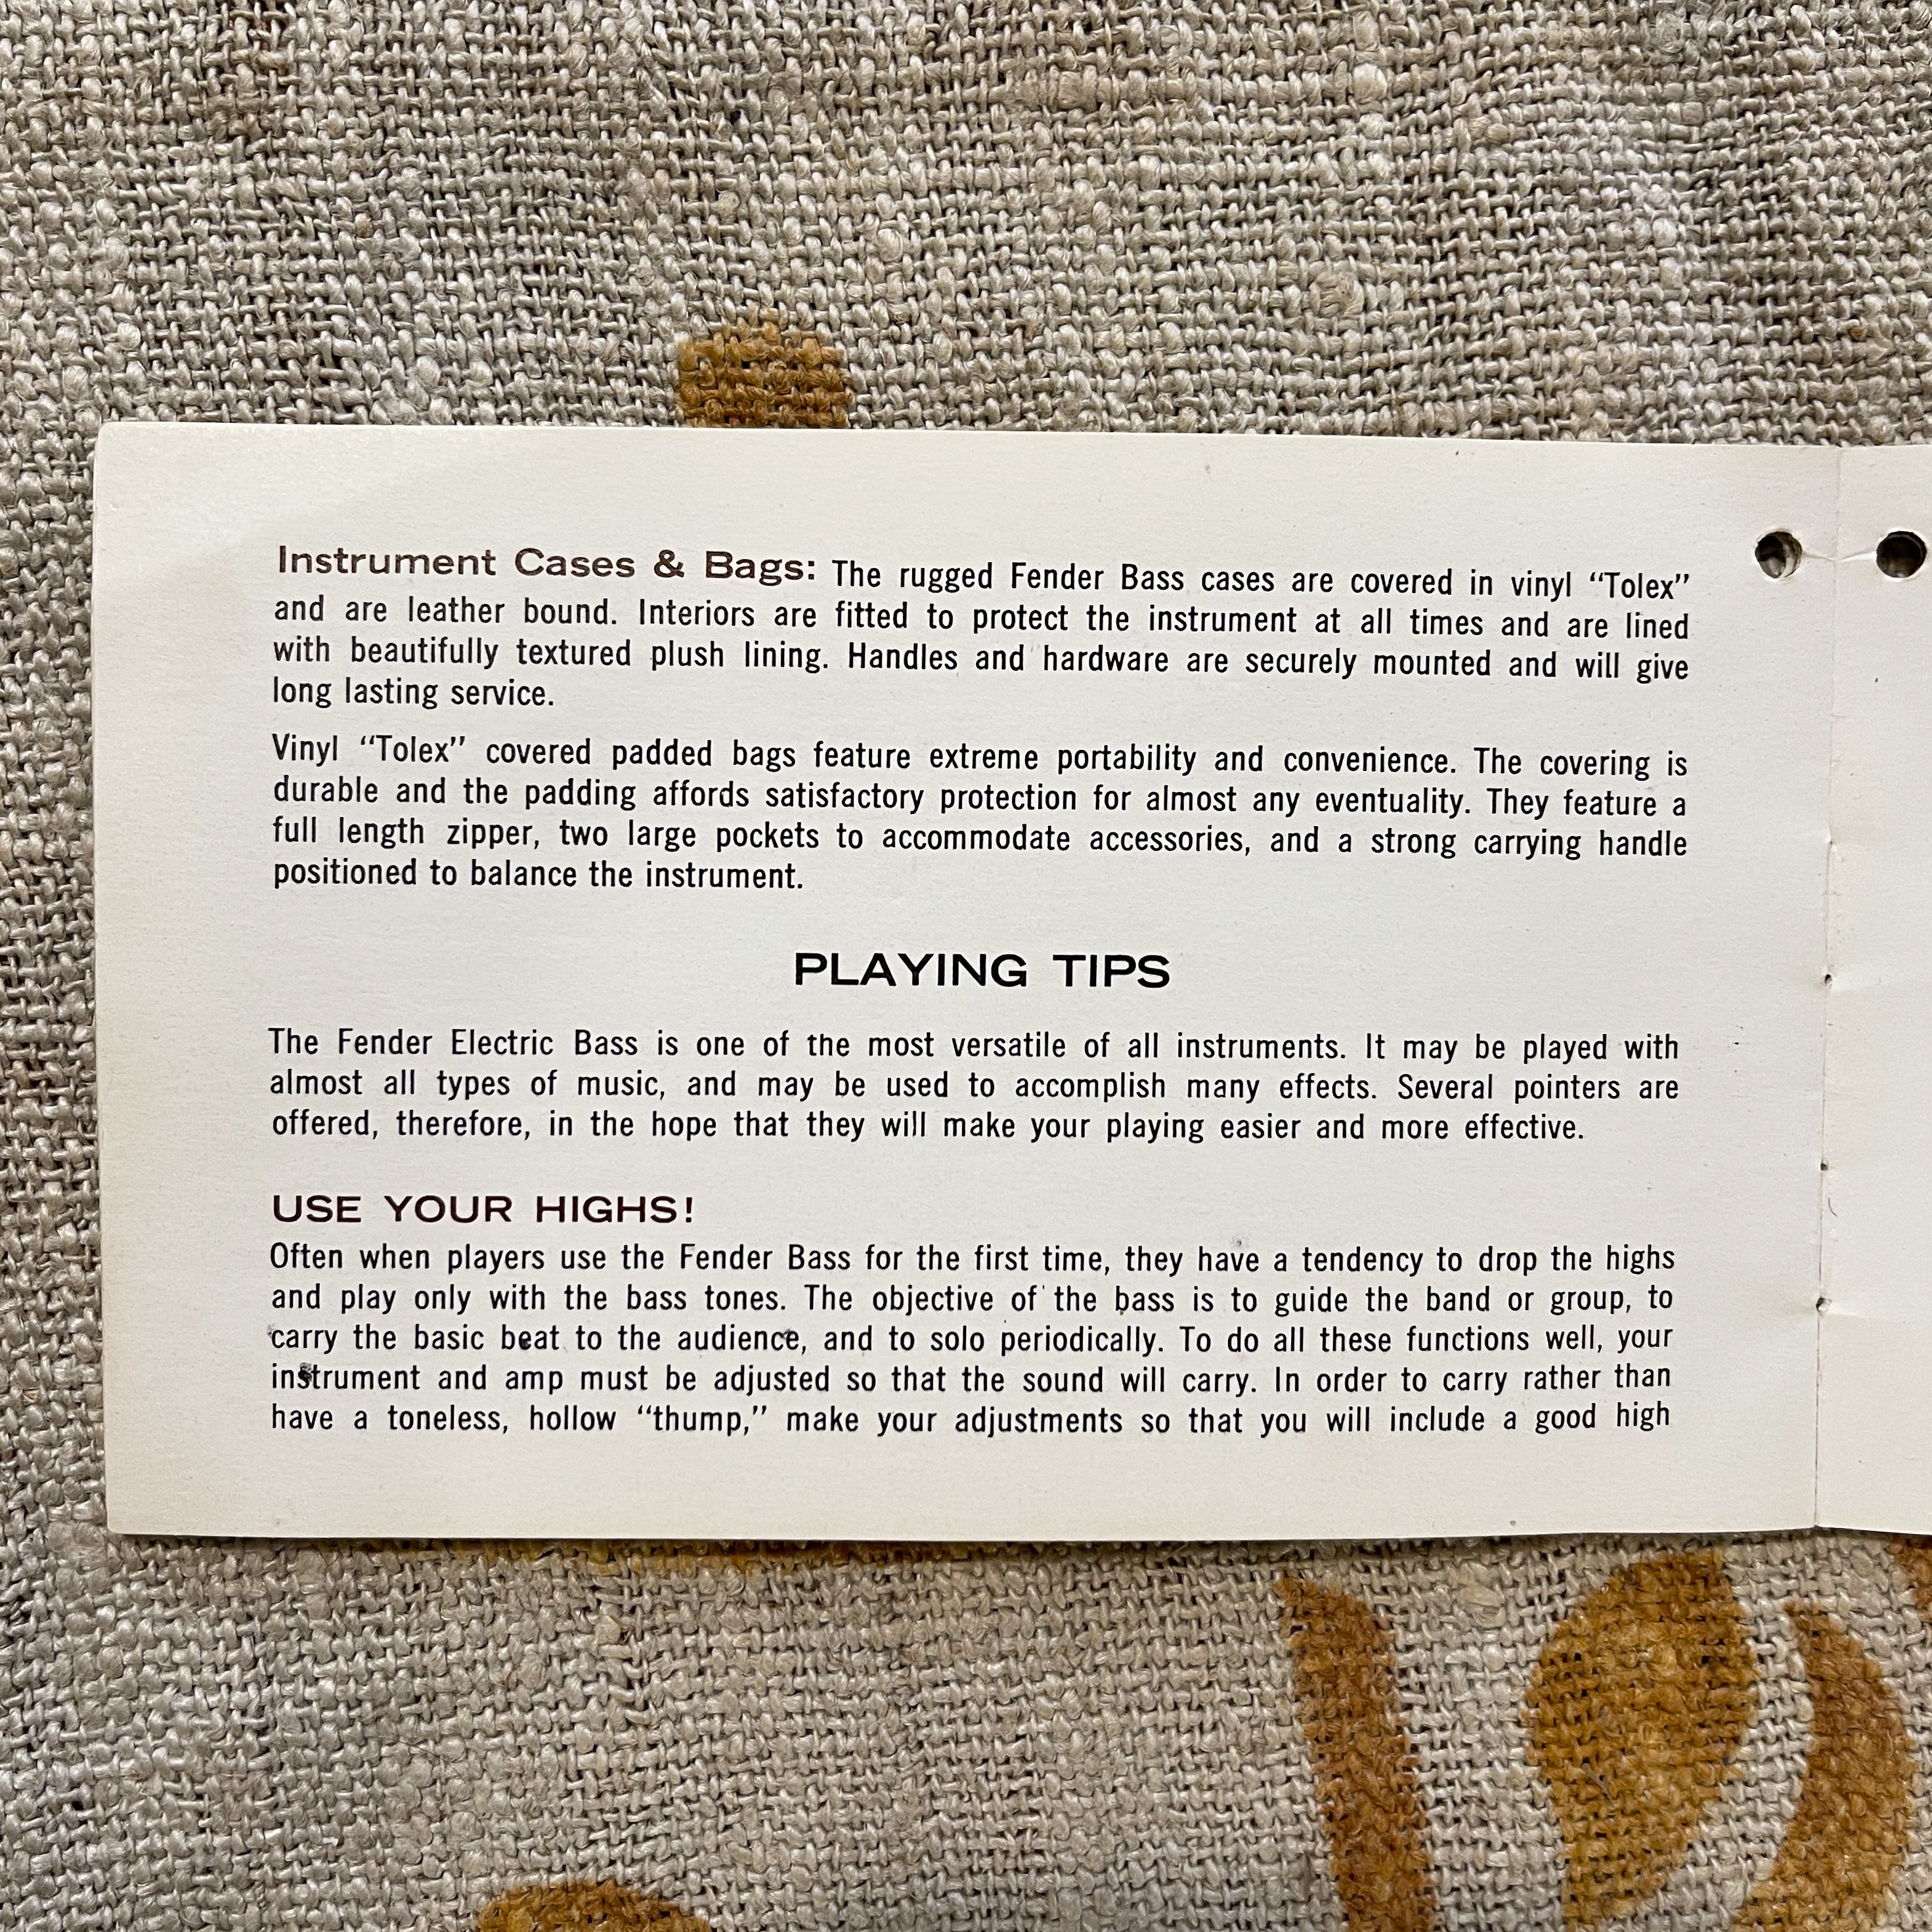 Instrument Cases & Bags: The rugged Fender Bass cases are covered in vinyl “Tolex”
and are leather bound. Interiors are fitted to protect the instrument at all times and are lined
with beautifully textured plush lining. Handles and hardware are securely mounted and will give
long lasting service.
Vinyl “Tolex” covered padded bags feature extreme portability and convenience. The covering is
durable and the padding affords satisfactory protection for almost any eventuality. They feature a
full length zipper, two large pockets to accommodate accessories, and a strong carrying handle
positioned to balance the instrument.
PLAYING TIPS
The Fender Electric Bass is one of the most versatile of all instruments. It may be played with
almost all types of music, and may be used to accomplish many effects. Several pointers are
offered, therefore, in the hope that they will make your playing easier and more effective.
USE YOUR HIGHS!
Often when players use the Fender Bass for the first time, they have a tendency to drop the highs
and play only with the bass tones. The objective of the bass is to guide the band or group, to
carry the basic beat to the audience, and to solo periodically. To do all these functions well, your
instrument and amp must be adjusted so that the sound will carry. In order to carry rather than
have a toneless, hollow “thump,” make your adjustments so that you will include a good high